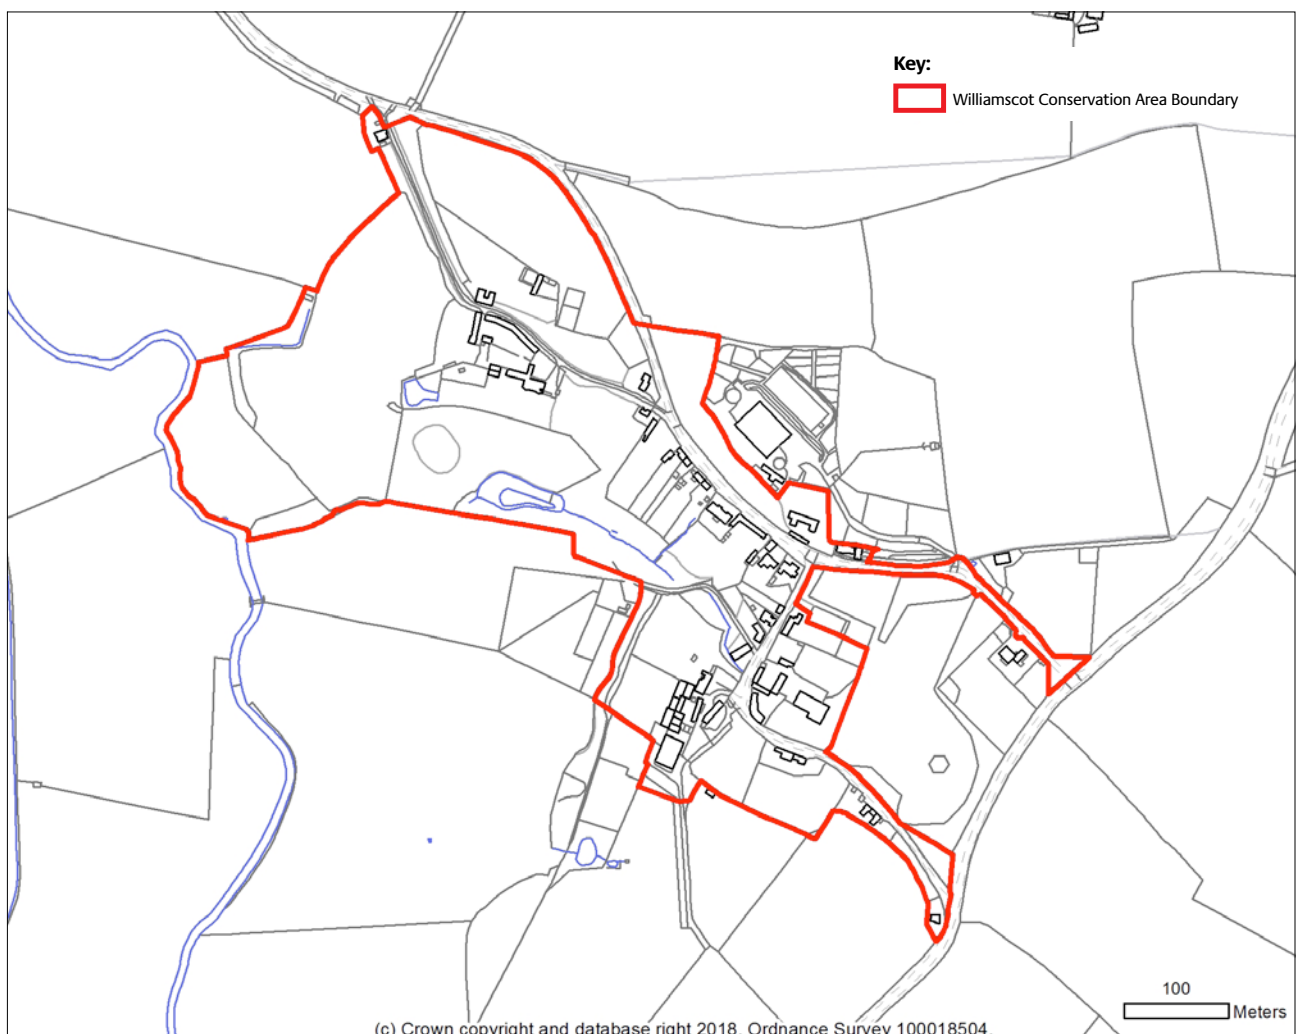 Key:
Williamscot Conservation Area Boundary
100
Meters
(c) Crown copyright and database right 2018. Ordnance Survey 100018504.